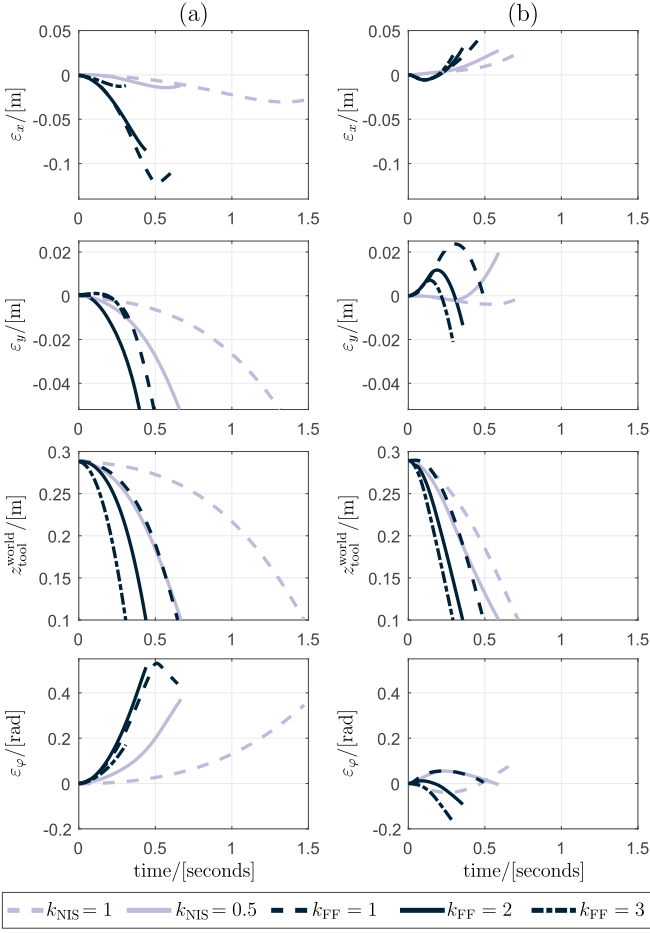 (a) (b)
0.05 0.05
0 0
-0.05 -0.05
-0.1 -0.1
εx/[m] εx/[m]
0 0.5 1 1.5 0 0.5 1 1.5
0.02 0.02
0 0
-0.02 -0.02
-0.04 -0.04
εy/[m] εy/[m]
0 0.5 1 1.5 0 0.5 1 1.5
0.3 0.3
0.25 0.25
0.2 0.2
0.15 0.15
0.1 0.1
z_tool^world/[m] z_tool^world/[m]
0 0.5 1 1.5 0 0.5 1 1.5
0.4 0.4
0.2 0.2
0 0
-0.2 -0.2
εφ/[rad] εφ/[rad]
0 0.5 1 1.5 0 0.5 1 1.5
time/[seconds] time/[seconds]
kNIS = 1 kNIS = 0.5 kFF = 1 kFF = 2 kFF = 3